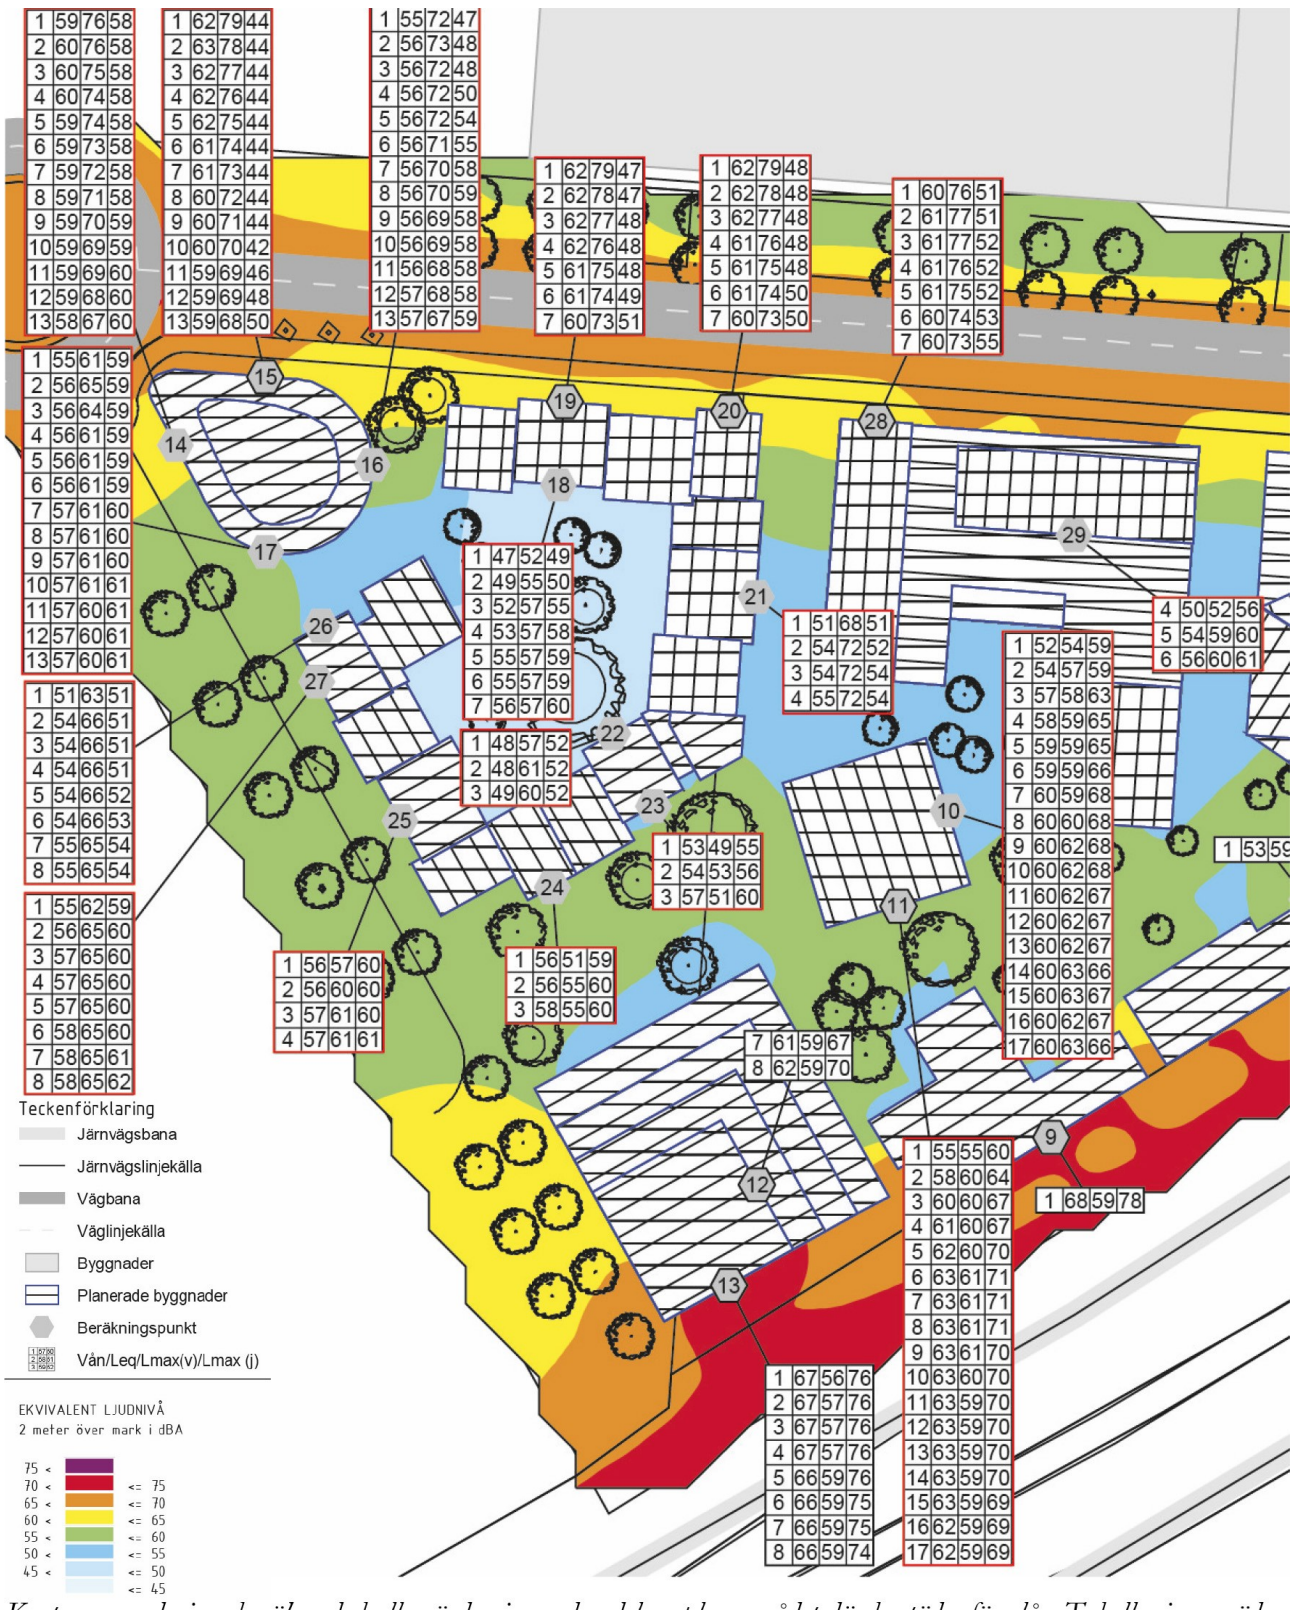 1 59 76 58
2 60 76 58
3 60 75 58
4 60 74 58
5 59 74 58
6 59 73 58
7 59 72 58
8 59 71 58
9 59 70 59
10 59 69 59
11 59 69 60
12 59 68 60
13 58 67 60
1 62 79 44
2 63 78 44
3 62 77 44
4 62 76 44
5 62 75 44
6 61 74 44
7 61 73 44
8 60 72 44
9 60 71 44
10 60 70 42
11 59 69 46
12 59 69 48
13 59 68 50
1 55 72 47
2 56 73 48
3 56 72 48
4 56 72 50
5 56 72 54
6 56 71 55
7 56 70 58
8 56 70 59
9 56 69 58
10 56 69 58
11 56 68 58
12 57 68 58
13 57 67 59
1 62 79 47
2 62 78 47
3 62 77 48
4 62 76 48
5 61 75 48
6 61 74 49
7 60 73 51
1 62 79 48
2 62 78 48
3 62 77 48
4 61 76 48
5 61 75 48
6 61 74 50
7 60 73 50
1 60 76 51
2 61 77 51
3 61 77 52
4 61 76 52
5 61 75 52
6 60 74 53
7 60 73 55
1 55 61 59
2 56 65 59
3 56 64 59
4 56 61 59
5 56 61 59
6 56 61 59
7 57 61 60
8 57 61 60
9 57 61 60
10 57 61 61
11 57 60 61
12 57 60 61
13 57 60 61
15
14
16
17
19
18
20
28
29
21
26
27
22
23
25
24
10
11
12
13
9
1 47 52 49
2 49 55 50
3 52 57 55
4 53 57 58
5 55 57 59
6 55 57 59
7 56 57 60
1 48 57 52
2 48 61 52
3 49 60 52
1 51 68 51
2 54 72 52
3 54 72 54
4 55 72 54
4 50 52 56
5 54 59 60
6 56 60 61
1 52 54 59
2 54 57 59
3 57 58 63
4 58 59 65
5 59 59 65
6 59 59 66
7 60 59 68
8 60 60 68
9 60 62 68
10 60 62 68
11 60 62 67
12 60 62 67
13 60 62 67
14 60 63 66
15 60 63 67
16 60 62 67
17 60 63 66
1 53 59
1 51 63 51
2 54 66 51
3 54 66 51
4 54 66 51
5 54 66 52
6 54 66 53
7 55 65 54
8 55 65 54
1 55 62 59
2 56 65 60
3 57 65 60
4 57 65 60
5 57 65 60
6 58 65 60
7 58 65 61
8 58 65 62
1 53 49 55
2 54 53 56
3 57 51 60
1 56 57 60
2 56 60 60
3 57 61 60
4 57 61 61
1 56 51 59
2 56 55 60
3 58 55 60
7 61 59 67
8 62 59 70
1 68 59 78
1 55 55 60
2 58 60 64
3 60 60 67
4 61 60 67
5 62 60 70
6 63 61 71
7 63 61 71
8 63 61 71
9 63 61 70
10 63 60 70
11 63 59 70
12 63 59 70
13 63 59 70
14 63 59 70
15 63 59 69
16 62 59 69
17 62 59 69
1 67 56 76
2 67 57 76
3 67 57 76
4 67 57 76
5 66 59 76
6 66 59 75
7 66 59 75
8 66 59 74
Teckenförklaring
Järnvägsbana
Järnvägslinjekälla
Vägbana
Väglinjekälla
Byggnader
Planerade byggnader
Beräkningspunkt
Vån/Leq/Lmax(v)/Lmax (j)
EKVIVALENT LJUDNIVÅ
2 meter över mark i dBA
75 <
70 < <= 75
65 < <= 70
60 < <= 65
55 < <= 60
50 < <= 55
45 < <= 50
<= 45